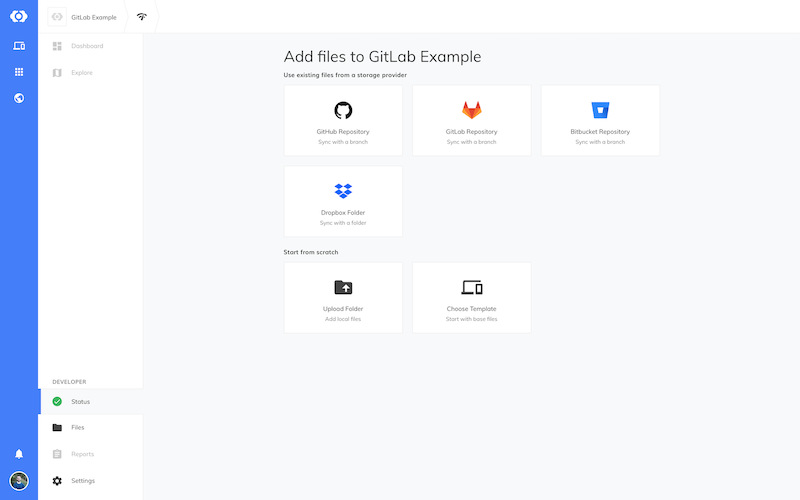 GitLab Example
Dashboard
Explore
Add files to GitLab Example
Use existing files from a storage provider
GitHub Repository
Sync with a branch
GitLab Repository
Sync with a branch
Bitbucket Repository
Sync with a branch
Dropbox Folder
Sync with a folder
Start from scratch
Upload Folder
Add local files
Choose Template
Start with base files
DEVELOPER
Status
Files
Reports
Settings